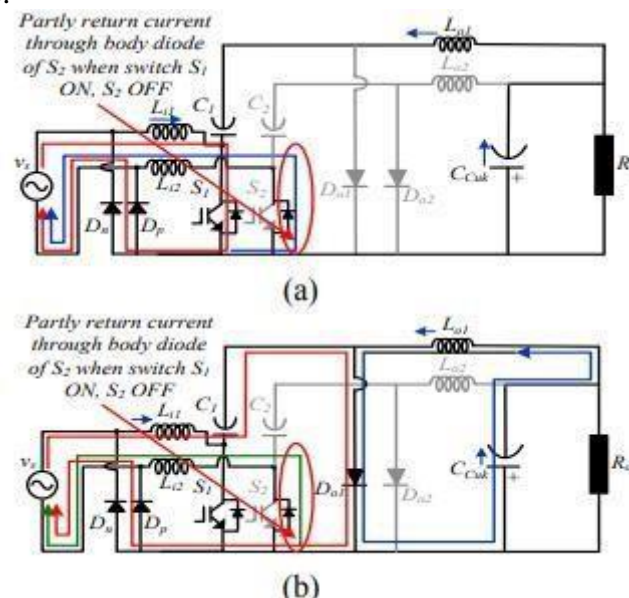 Partly return current
through body diode
of S2 when switch S1
ON, S2 OFF
Lo1
Lo2
C1
C2
Li1
vs
Li2
S1
S2
Dn
Dp
Do1
Do2
CCuk
+
R
(a)
Partly return current
through body diode
of S2 when switch S1
ON, S2 OFF
Lo1
Lo2
C1
C2
Li1
vs
Li2
S1
S2
Dn
Dp
Do1
Do2
CCuk
+
(b)